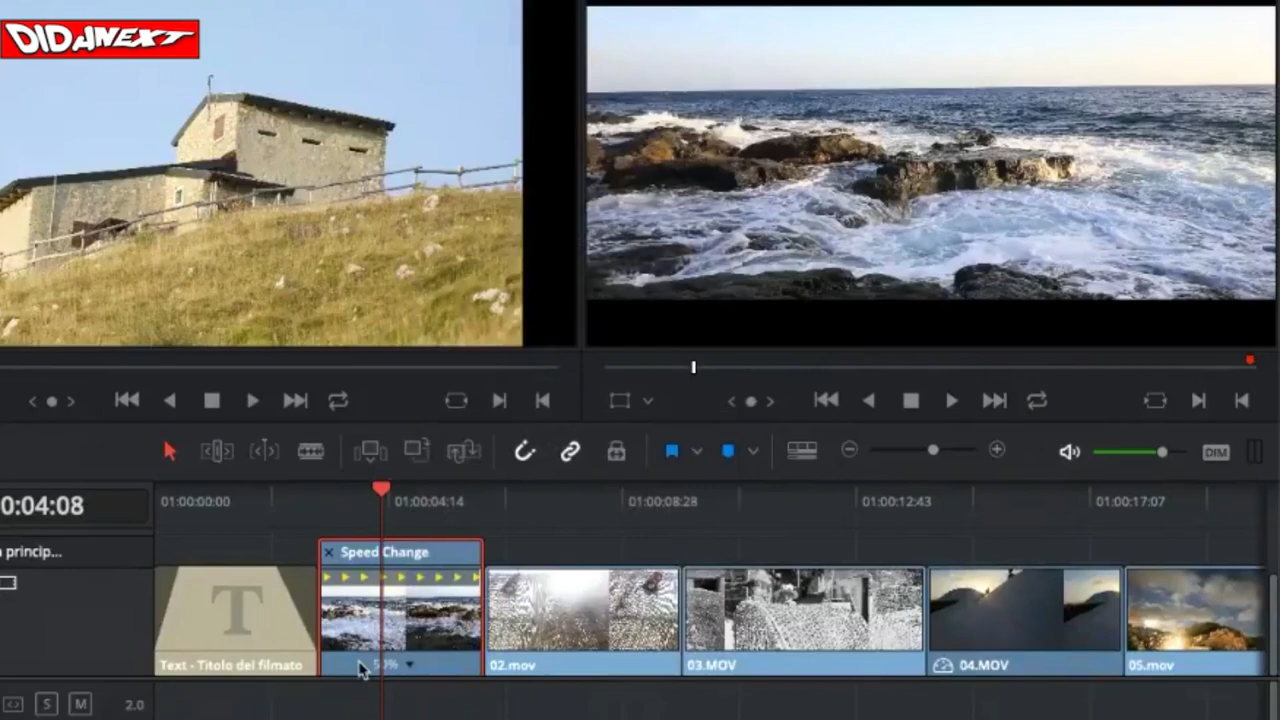 DIDANEXT
DIM
0:04:08
01:00:00:00
01:00:04:14
01:00:08:28
01:00:12:43
01:00:17:07
princip...
Speed Change
T
Text - Titolo del filmato
50%
02.mov
03.MOV
04.MOV
05.mov
S
M
2.0